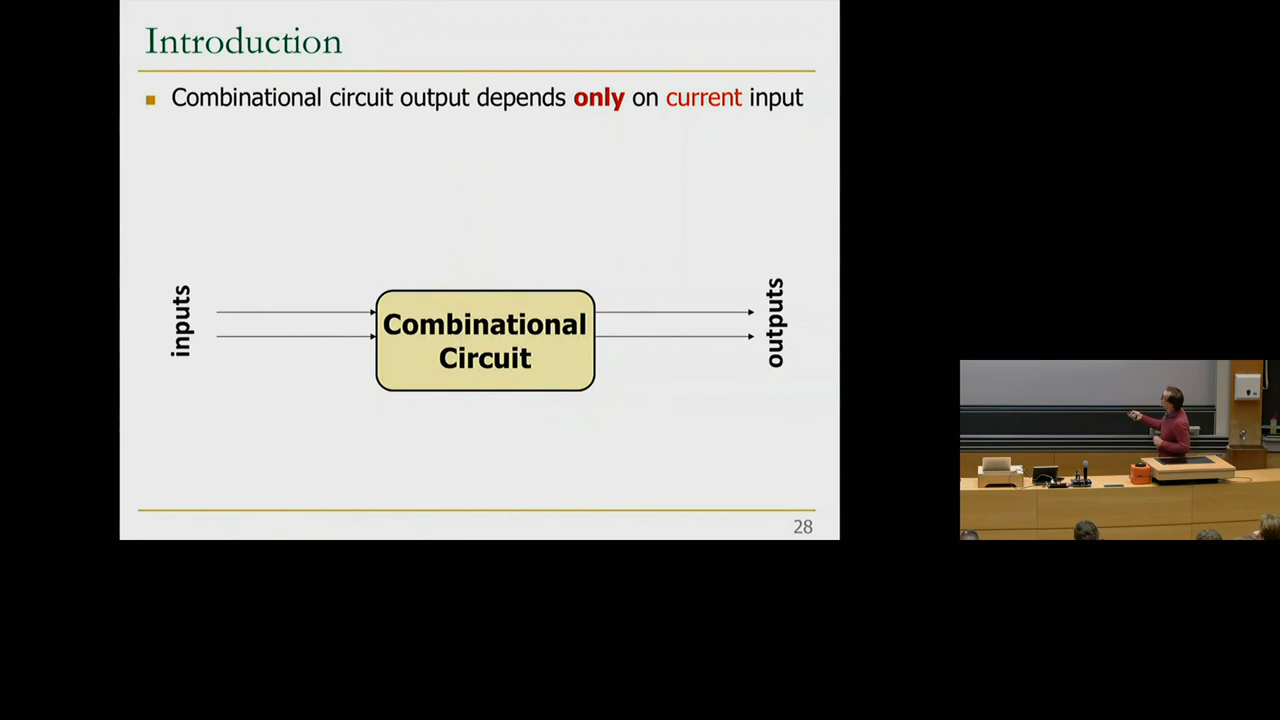 Introduction
Combinational circuit output depends only on current input
inputs
Combinational
Circuit
outputs
28